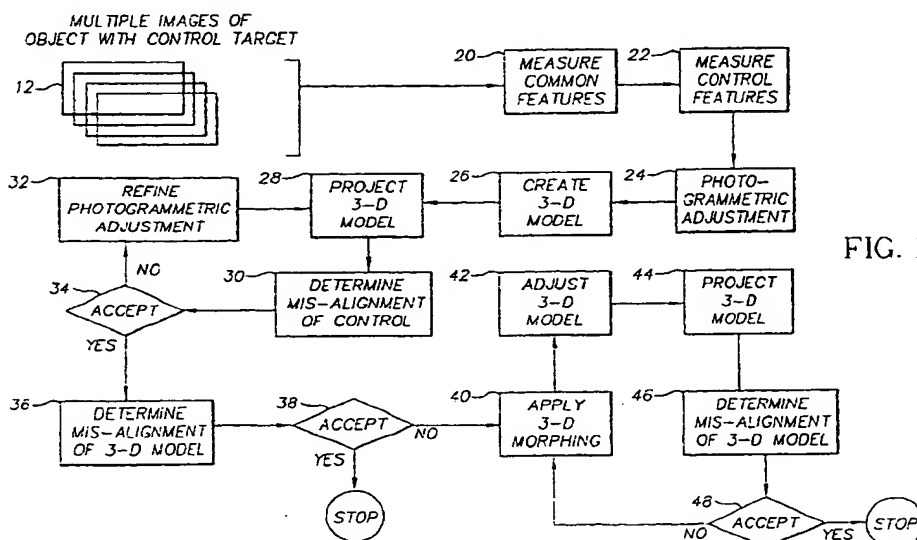 MULTIPLE IMAGES OF
OBJECT WITH CONTROL TARGET
12
20
MEASURE
COMMON
FEATURES
22
MEASURE
CONTROL
FEATURES
32
REFINE
PHOTOGRAMMETRIC
ADJUSTMENT
28
PROJECT
3-D
MODEL
26
CREATE
3-D
MODEL
24
PHOTO-
GRAMMETRIC
ADJUSTMENT
FIG.
NO
34
ACCEPT
YES
30
DETERMINE
MIS-ALIGNMENT
OF CONTROL
42
ADJUST
3-D
MODEL
44
PROJECT
3-D
MODEL
36
DETERMINE
MIS-ALIGNMENT
OF 3-D MODEL
38
ACCEPT
NO
YES
STOP
40
APPLY
3-D
MORPHING
46
DETERMINE
MIS-ALIGNMENT
OF 3-D MODEL
48
ACCEPT
NO
YES
STOP